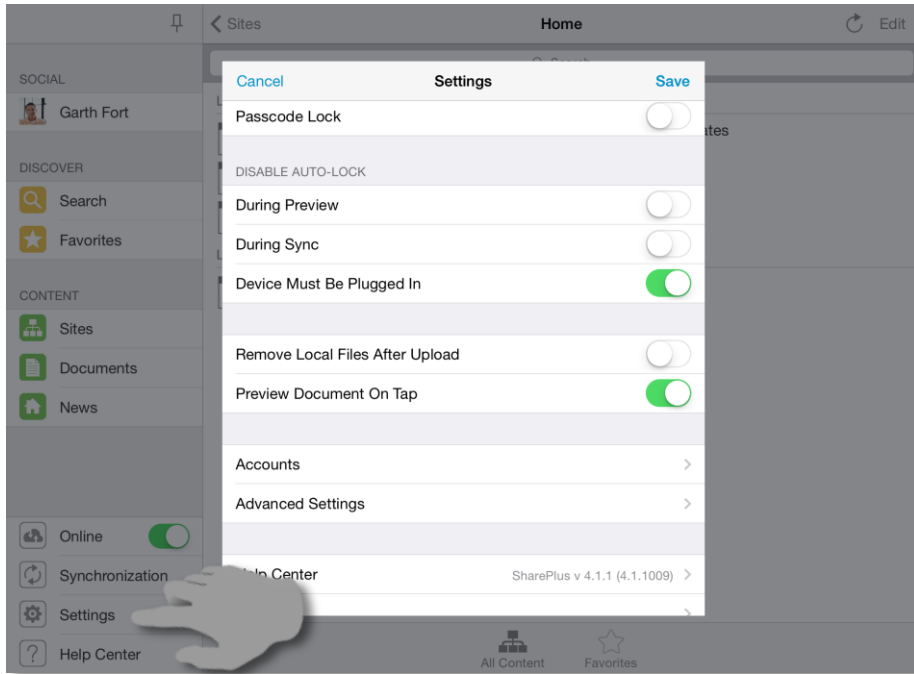 Sites
Home
Edit
Search
SOCIAL
Garth Fort
DISCOVER
Search
Favorites
CONTENT
Sites
Documents
News
Online
Synchronization
Settings
Help Center
Cancel
Settings
Save
Passcode Lock
DISABLE AUTO-LOCK
During Preview
During Sync
Device Must Be Plugged In
Remove Local Files After Upload
Preview Document On Tap
Accounts
Advanced Settings
Help Center SharePlus v 4.1.1 (4.1.1009)
All Content
Favorites